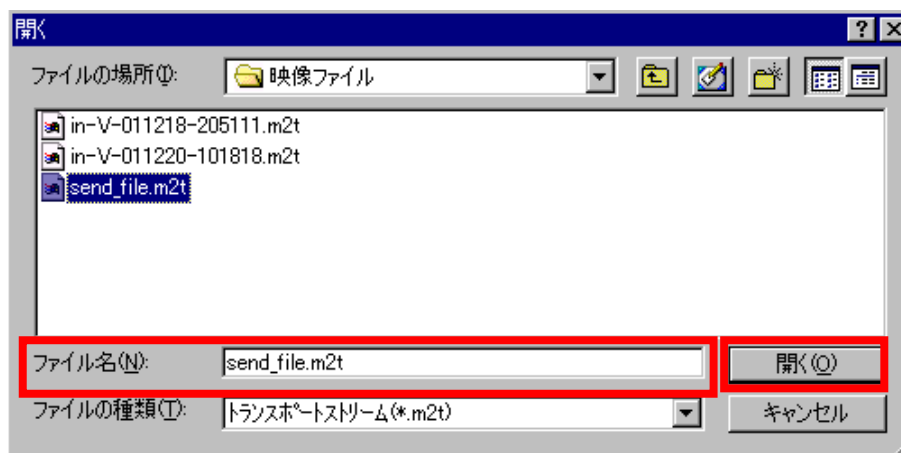 開く
ファイルの場所(I):
映像ファイル
in-V-011218-205111.m2t
in-V-011220-101818.m2t
send_file.m2t
ファイル名(N):
send_file.m2t
開く(O)
ファイルの種類(T):
トランスポートストリーム(*.m2t)
キャンセル